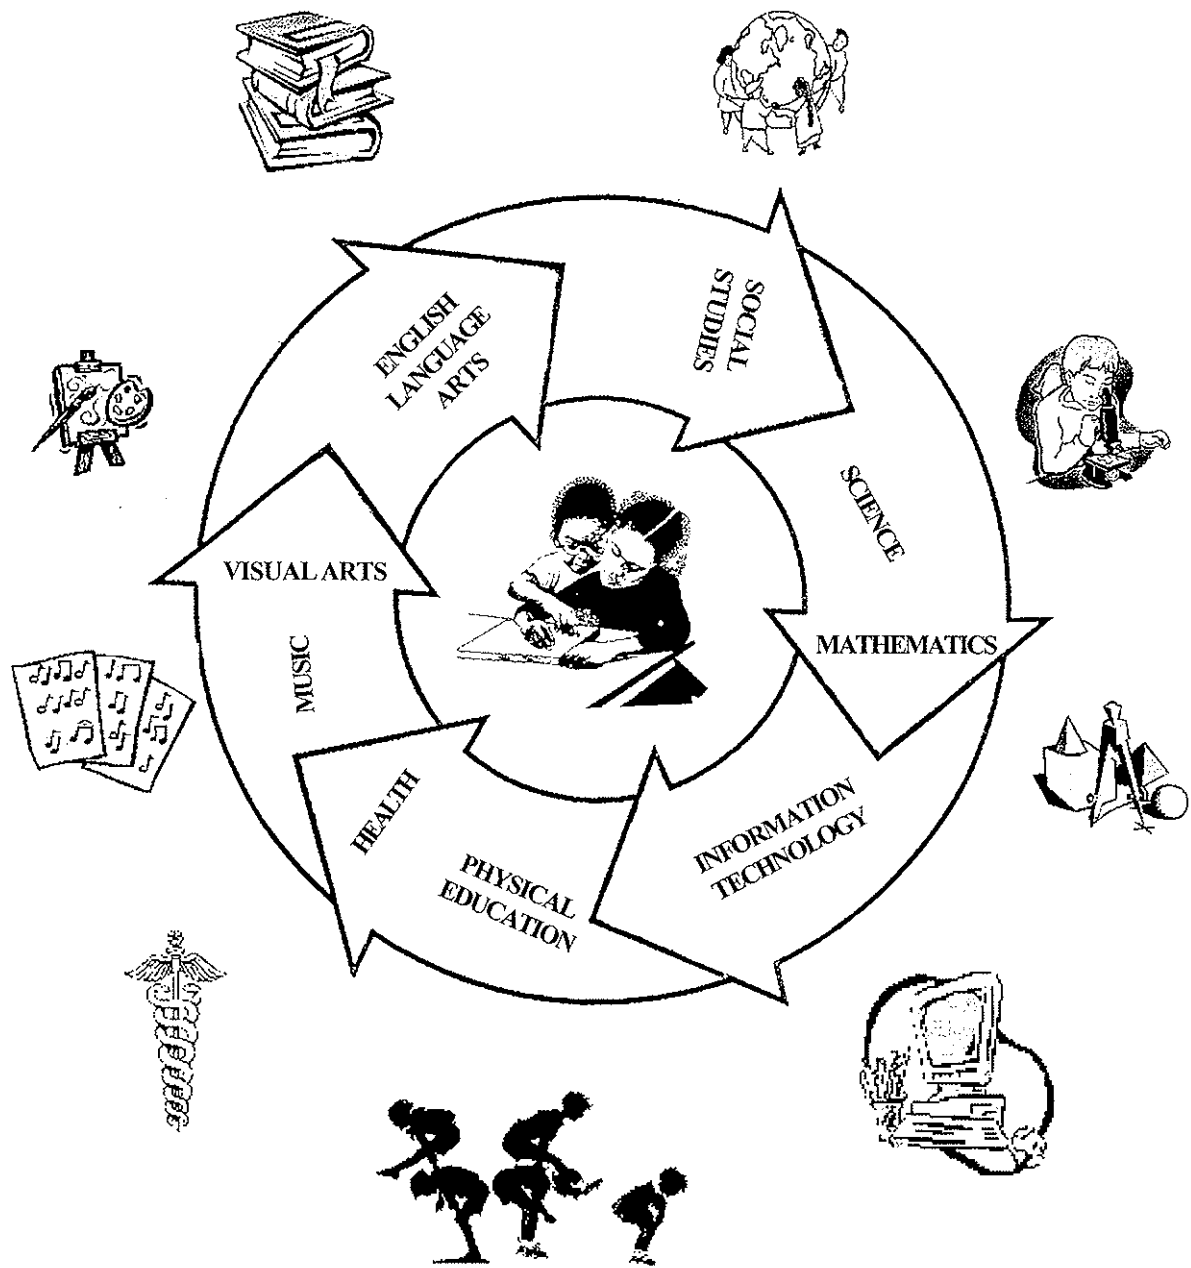 ENGLISH
LANGUAGE
ARTS
SOCIAL
STUDIES
SCIENCE
MATHEMATICS
INFORMATION
TECHNOLOGY
PHYSICAL
EDUCATION
HEALTH
MUSIC
VISUAL ARTS